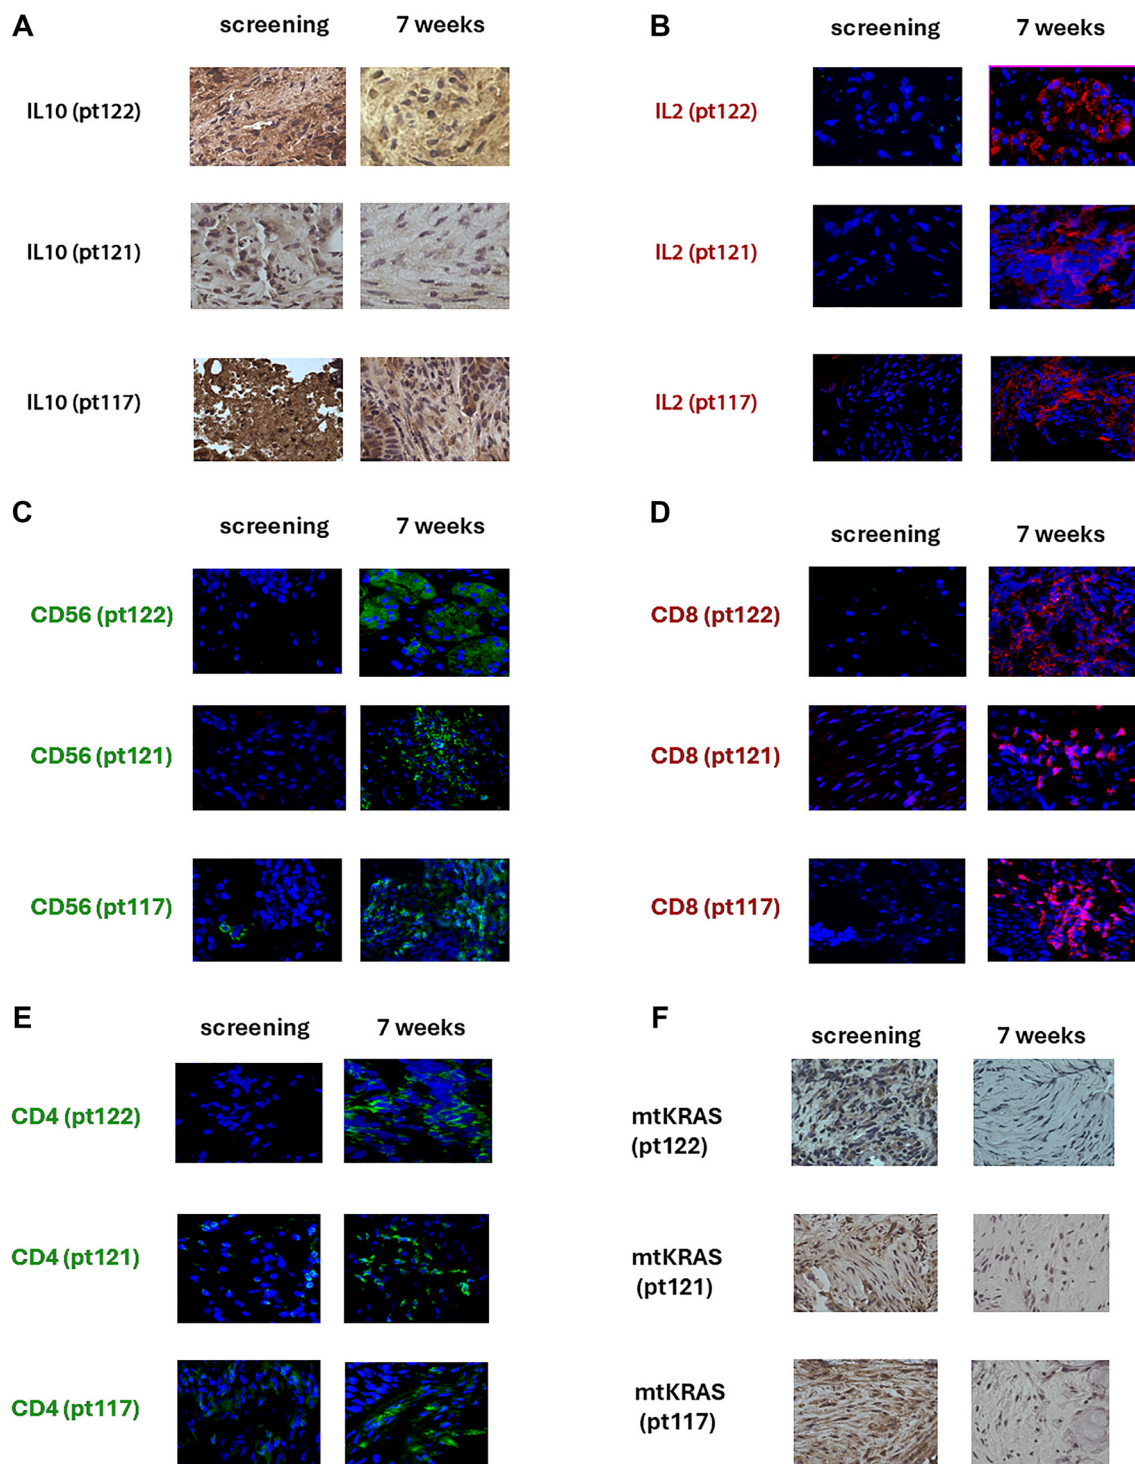 A
screening 7 weeks
IL10 (pt122)
IL10 (pt121)
IL10 (pt117)
B
screening 7 weeks
IL2 (pt122)
IL2 (pt121)
IL2 (pt117)
C
screening 7 weeks
CD56 (pt122)
CD56 (pt121)
CD56 (pt117)
D
screening 7 weeks
CD8 (pt122)
CD8 (pt121)
CD8 (pt117)
E
screening 7 weeks
CD4 (pt122)
CD4 (pt121)
CD4 (pt117)
F
screening 7 weeks
mtKRAS
(pt122)
mtKRAS
(pt121)
mtKRAS
(pt117)